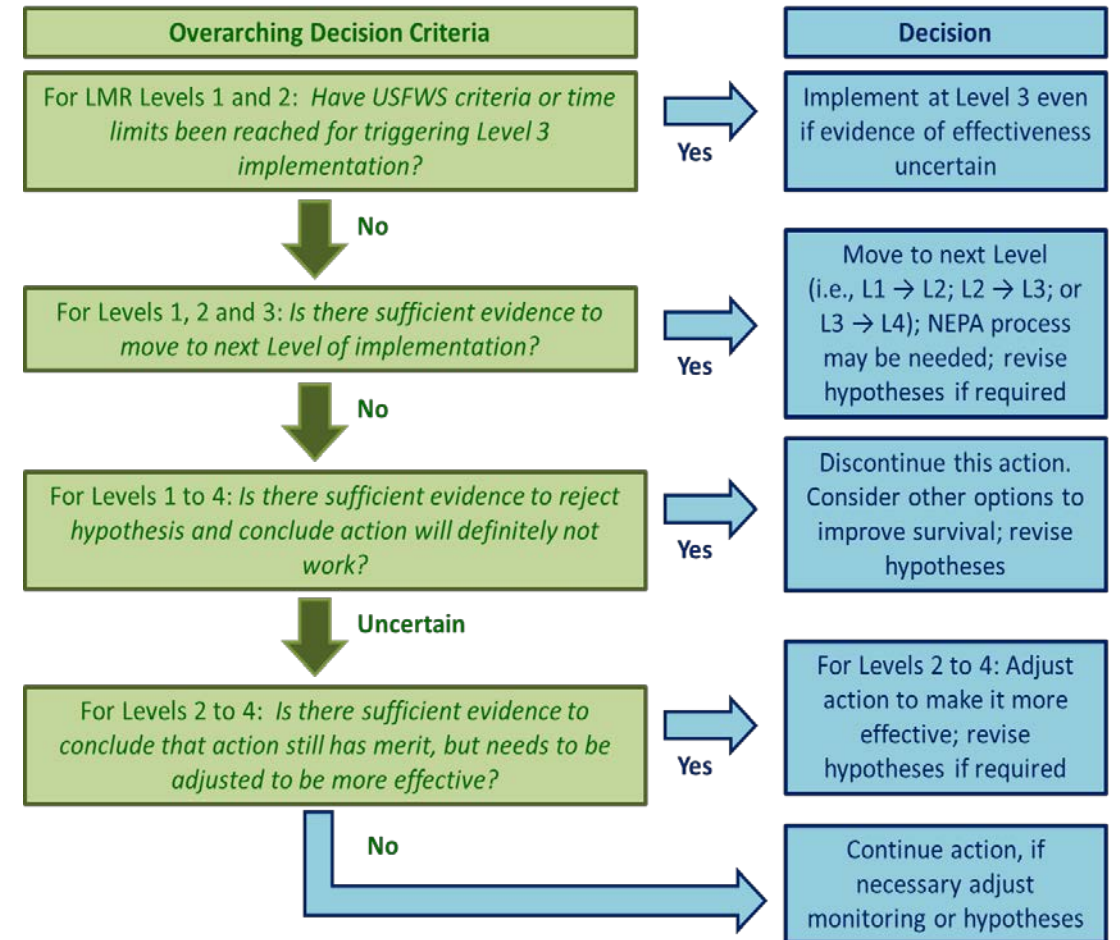 Overarching Decision Criteria
Decision
For LMR Levels 1 and 2: Have USFWS criteria or time
limits been reached for triggering Level 3
implementation?
Yes
Implement at Level 3 even
if evidence of effectiveness
uncertain
No
For Levels 1, 2 and 3: Is there sufficient evidence to
move to next Level of implementation?
Yes
Move to next Level
(i.e., L1 → L2; L2 → L3; or
L3 → L4); NEPA process
may be needed; revise
hypotheses if required
No
For Levels 1 to 4: Is there sufficient evidence to reject
hypothesis and conclude action will definitely not
work?
Yes
Discontinue this action.
Consider other options to
improve survival; revise
hypotheses
Uncertain
For Levels 2 to 4: Is there sufficient evidence to
conclude that action still has merit, but needs to be
adjusted to be more effective?
Yes
For Levels 2 to 4: Adjust
action to make it more
effective; revise
hypotheses if required
No
Continue action, if
necessary adjust
monitoring or hypotheses